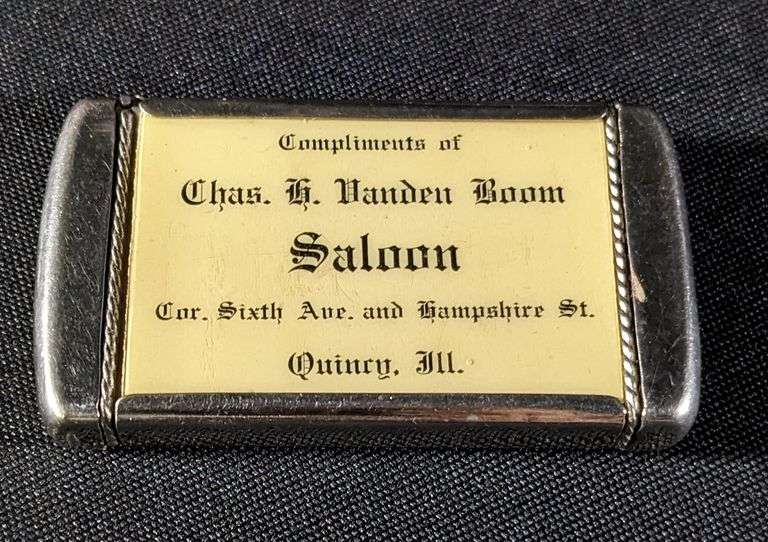 Compliments of
Chas. H. Vanden Boom
Saloon
Cor. Sixth Ave. and Hampshire St.
Quincy, Ill.